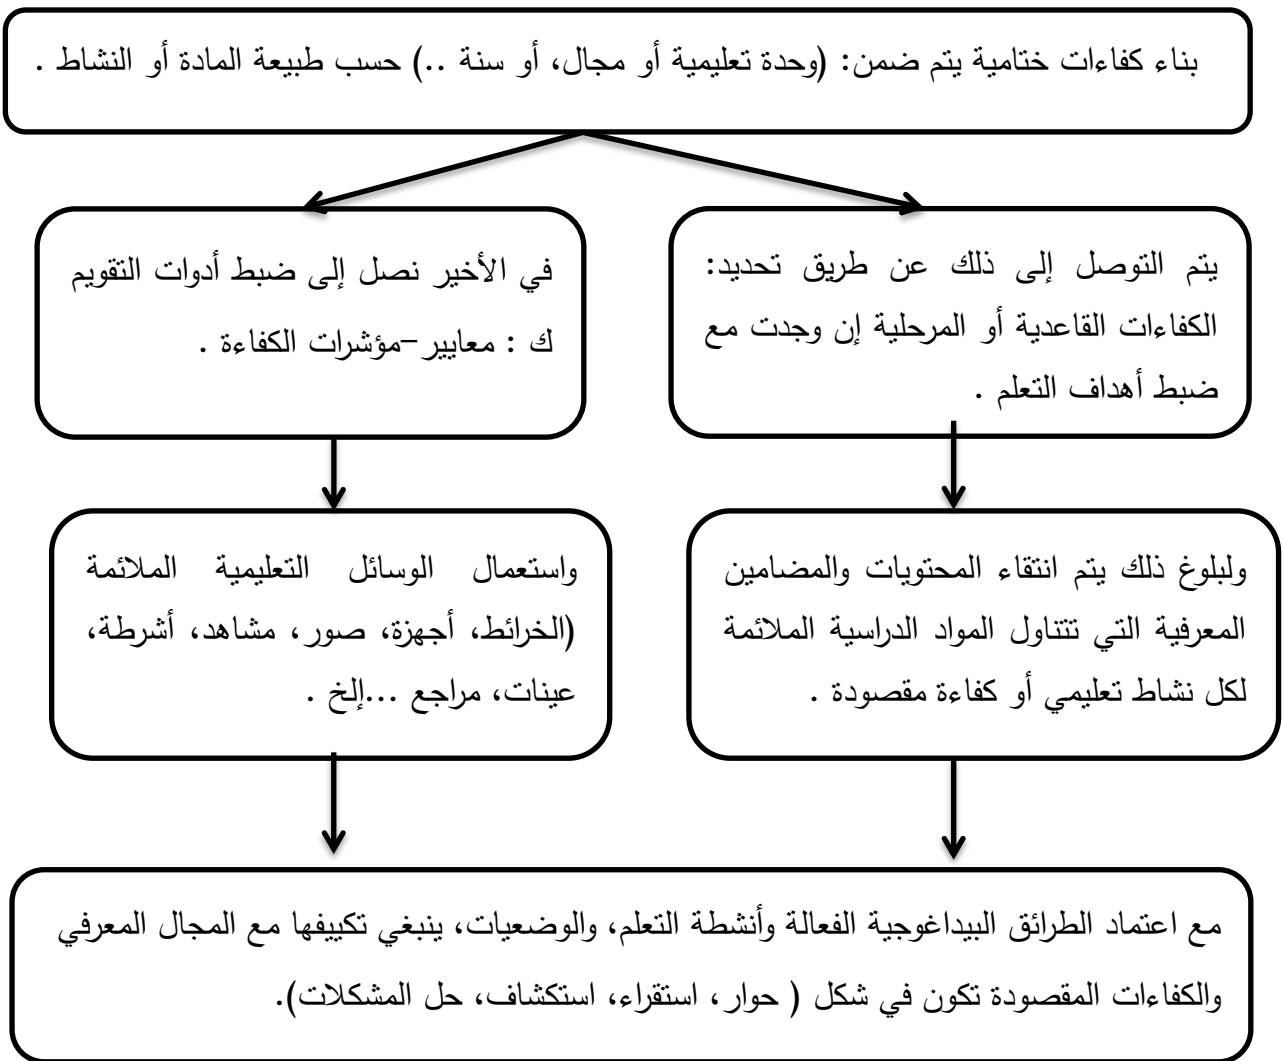 بناء كفاءات ختامية يتم ضمن: (وحدة تعليمية أو مجال، أو سنة ..) حسب طبيعة المادة أو النشاط .
يتم التوصل إلى ذلك عن طريق تحديد:
الكفاءات القاعدية أو المرحلية إن وجدت مع
ضبط أهداف التعلم .
في الأخير نصل إلى ضبط أدوات التقويم
ك : معايير -مؤشرات الكفاءة .
ولبلوغ ذلك يتم انتقاء المحتويات والمضامين
المعرفية التي تتناول المواد الدراسية الملائمة
لكل نشاط تعليمي أو كفاءة مقصودة .
واستعمال الوسائل التعليمية الملائمة
(الخرائط، أجهزة، صور، مشاهد، أشرطة،
عينات، مراجع ...إلخ .
مع اعتماد الطرائق البيداغوجية الفعالة وأنشطة التعلم، والوضعيات، ينبغي تكييفها مع المجال المعرفي
والكفاءات المقصودة تكون في شكل ( حوار، استقراء، استكشاف، حل المشكلات).